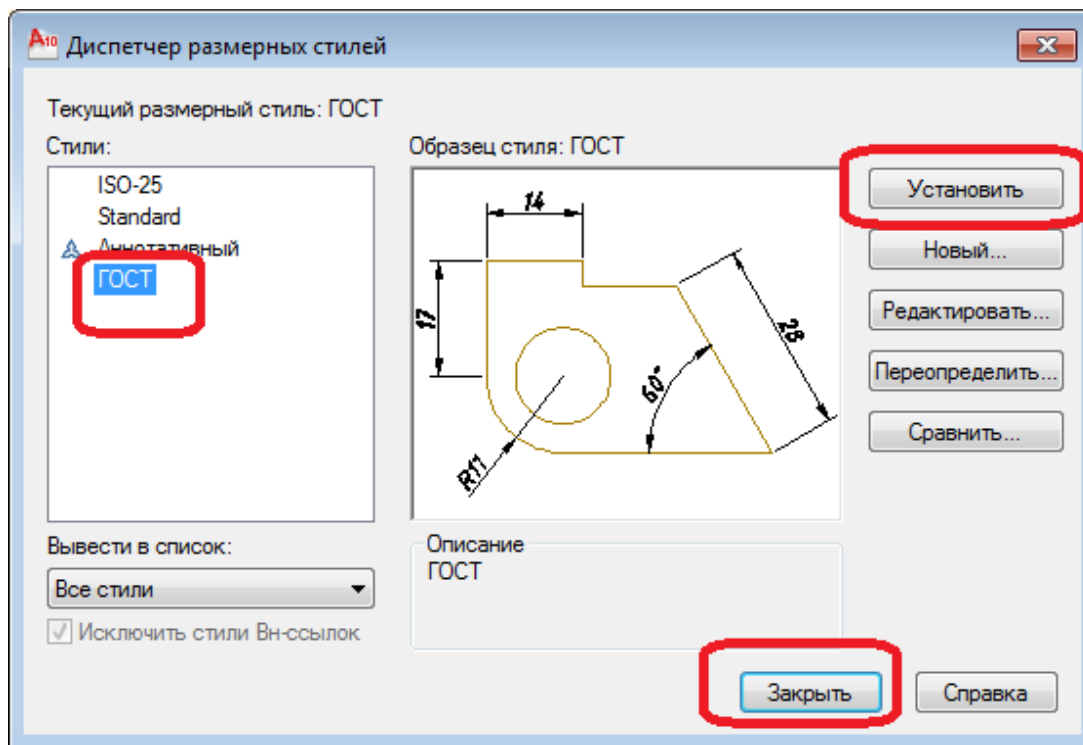 A10 Диспетчер размерных стилей
Текущий размерный стиль: ГОСТ
Стили:
ISO-25
Standard
Аннотативный
ГОСТ
Вывести в список:
Все стили
Исключить стили Вн-ссылок
Образец стиля: ГОСТ
14
17
28
60°
R11
Описание
ГОСТ
Установить
Новый...
Редактировать...
Переопределить...
Сравнить...
Закрыть
Справка